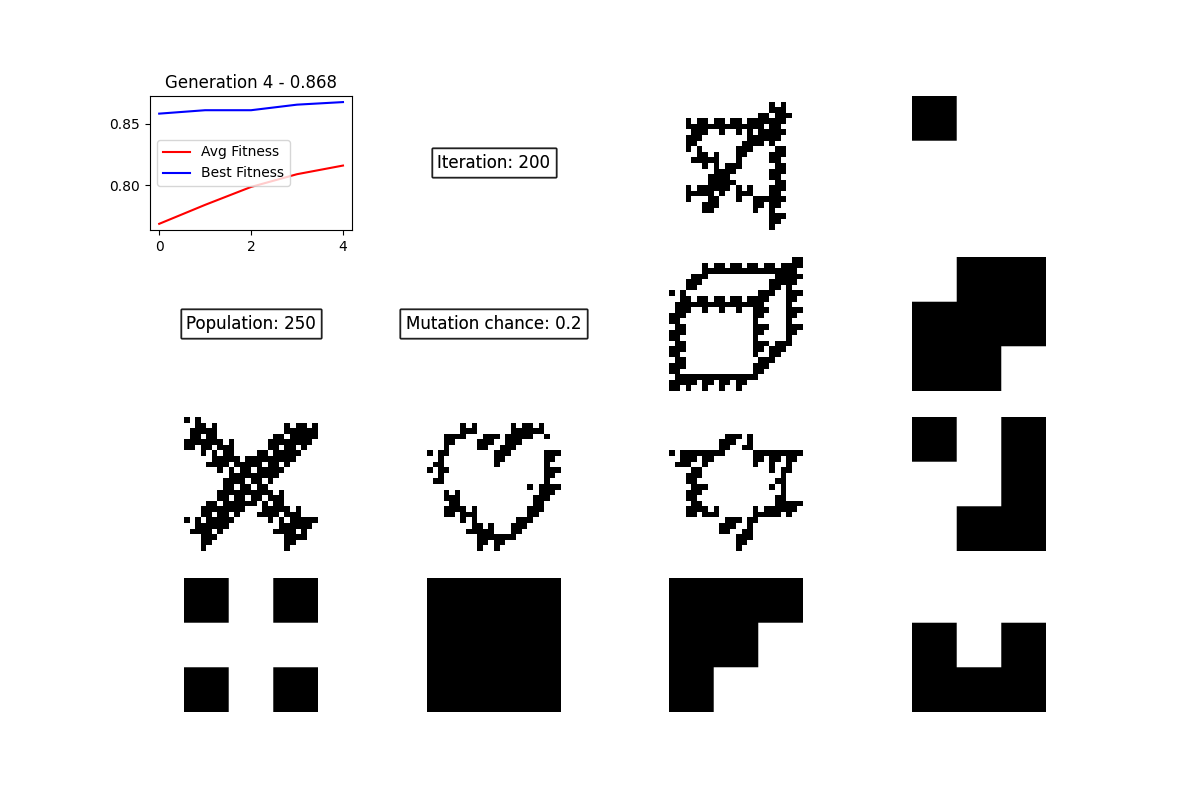 Generation 4 - 0.868
0.85
0.80
Avg Fitness
Best Fitness
0 2 4
Iteration: 200
Population: 250
Mutation chance: 0.2